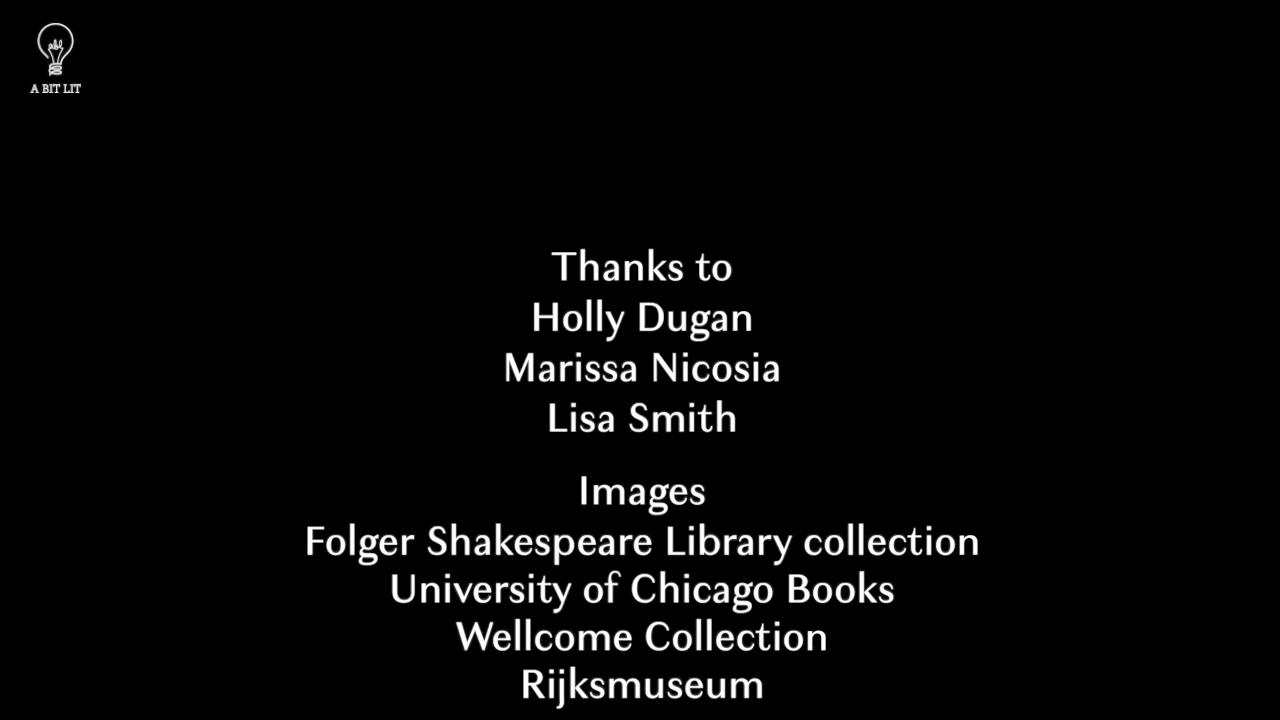 A BIT LIT
Thanks to
Holly Dugan
Marissa Nicosia
Lisa Smith
Images
Folger Shakespeare Library collection
University of Chicago Books
Wellcome Collection
Rijksmuseum